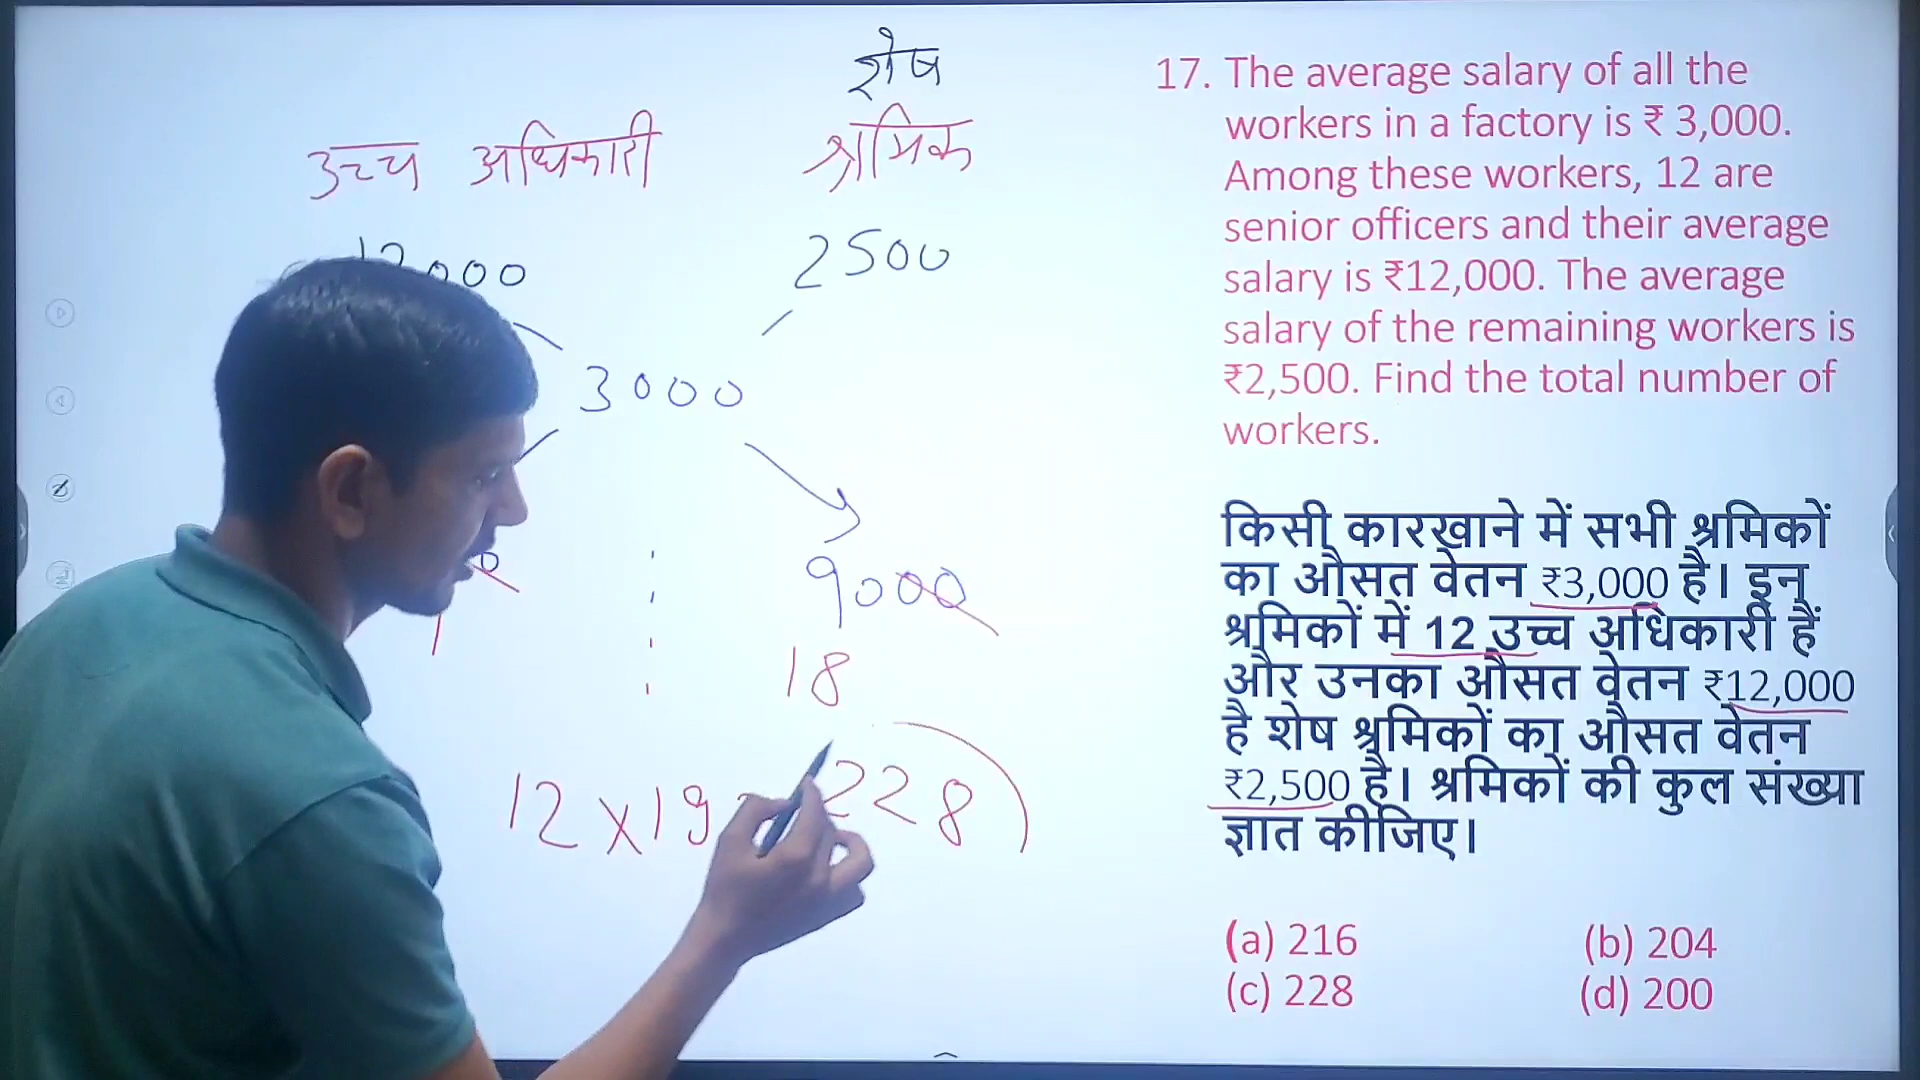 शेष
उच्च अधिकारी श्रमिक
12000 2500
3000
9000
1 18
12 x 19 228
17. The average salary of all the
workers in a factory is ₹ 3,000.
Among these workers, 12 are
senior officers and their average
salary is ₹12,000. The average
salary of the remaining workers is
₹2,500. Find the total number of
workers.
किसी कारखाने में सभी श्रमिकों
का औसत वेतन ₹3,000 है। इन
श्रमिकों में 12 उच्च अधिकारी हैं
और उनका औसत वेतन ₹12,000
है शेष श्रमिकों का औसत वेतन
₹2,500 है। श्रमिकों की कुल संख्या
ज्ञात कीजिए।
(a) 216 (b) 204
(c) 228 (d) 200